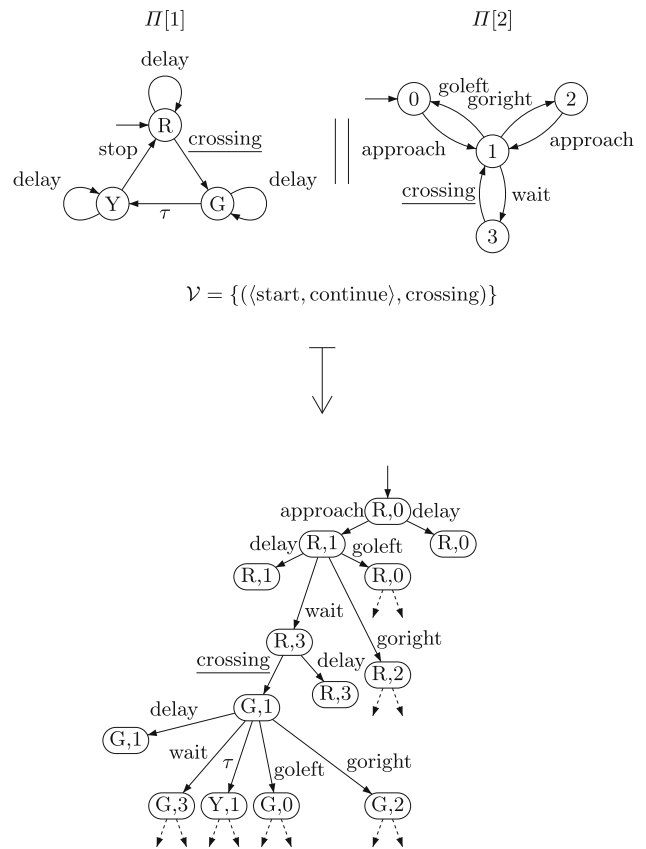 Π[1] Π[2]
delay
R
crossing
stop
delay
Y
τ
G
delay
0
goleft
goright
2
approach
1
approach
crossing
wait
3
𝒱 = {(⟨start, continue⟩, crossing)}
approach R,0 delay
delay R,1 goleft R,0
R,1 R,0
wait
R,3 goright
crossing delay R,2
R,3
delay G,1
G,1
wait τ goleft goright
G,3 Y,1 G,0 G,2